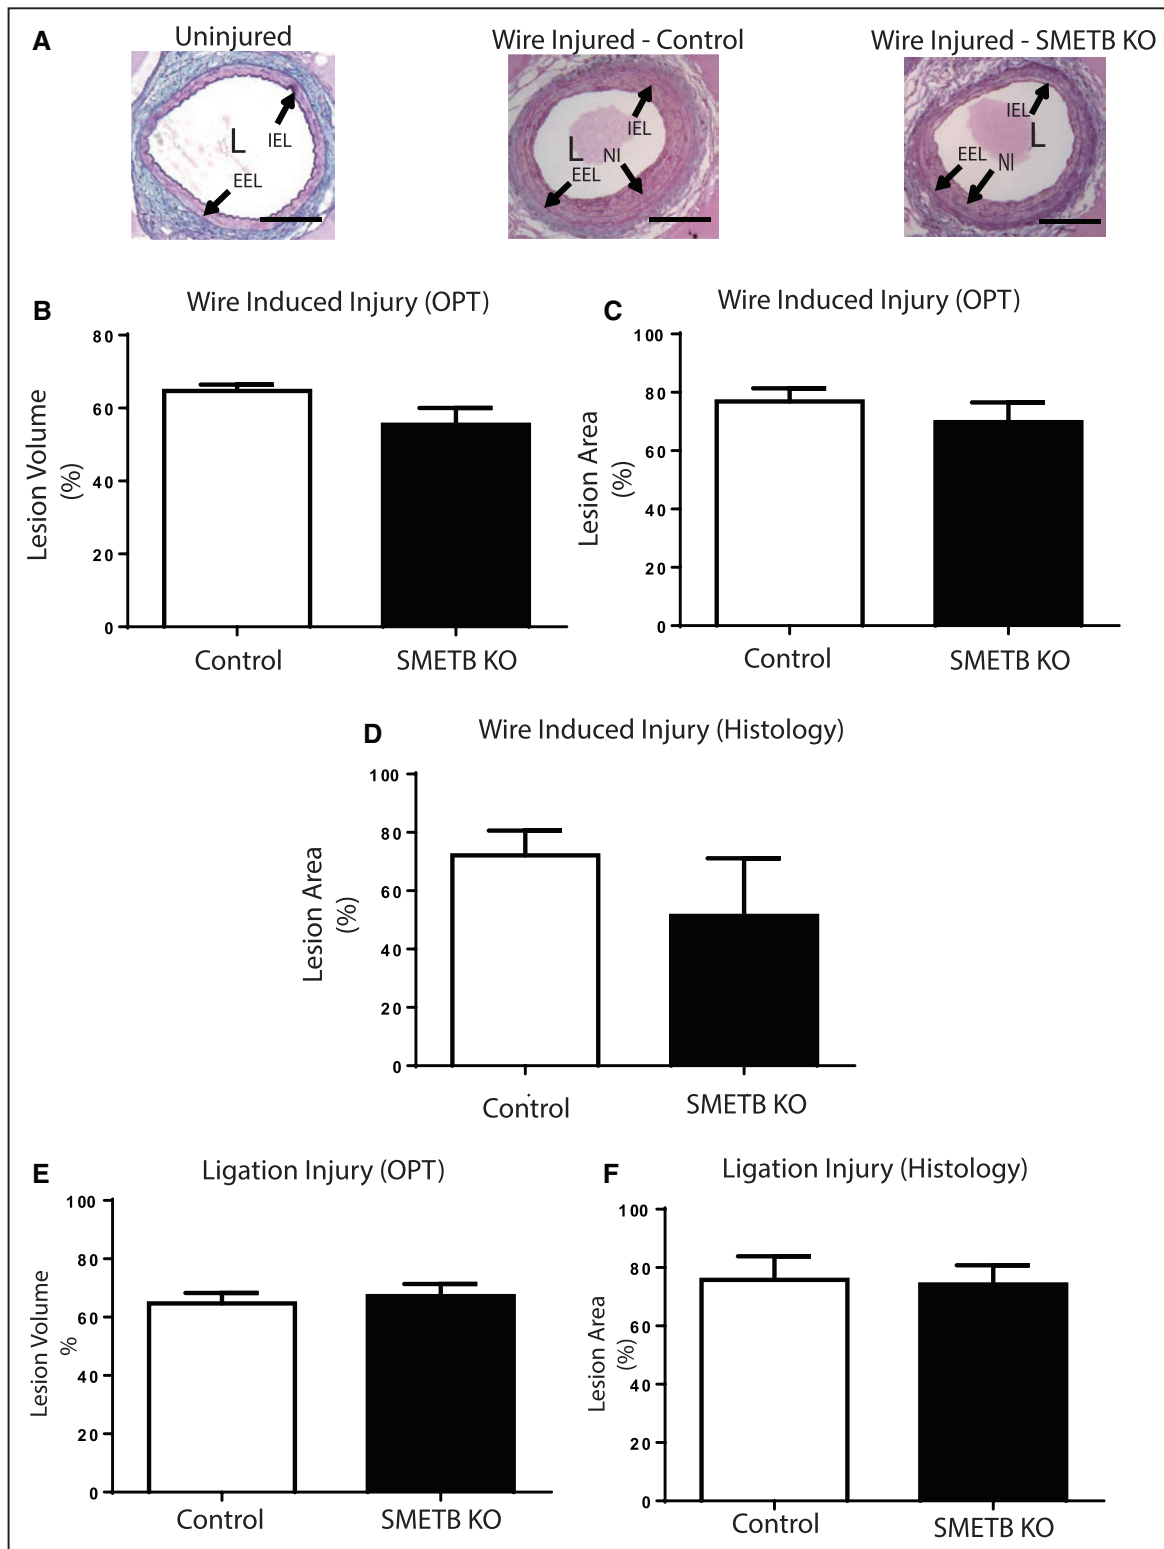 A
Uninjured
Wire Injured - Control
Wire Injured - SMETB KO
L
IEL
EEL
L
IEL
NI
EEL
IEL
L
EEL
NI
B
Wire Induced Injury (OPT)
80
60
40
20
0
Lesion Volume
(%)
Control
SMETB KO
C
Wire Induced Injury (OPT)
100
80
60
40
20
0
Lesion Area
(%)
Control
SMETB KO
D
Wire Induced Injury (Histology)
100
80
60
40
20
0
Lesion Area
(%)
Control
SMETB KO
E
Ligation Injury (OPT)
100
80
60
40
20
0
Lesion Volume
%
Control
SMETB KO
F
Ligation Injury (Histology)
100
80
60
40
20
0
Lesion Area
(%)
Control
SMETB KO